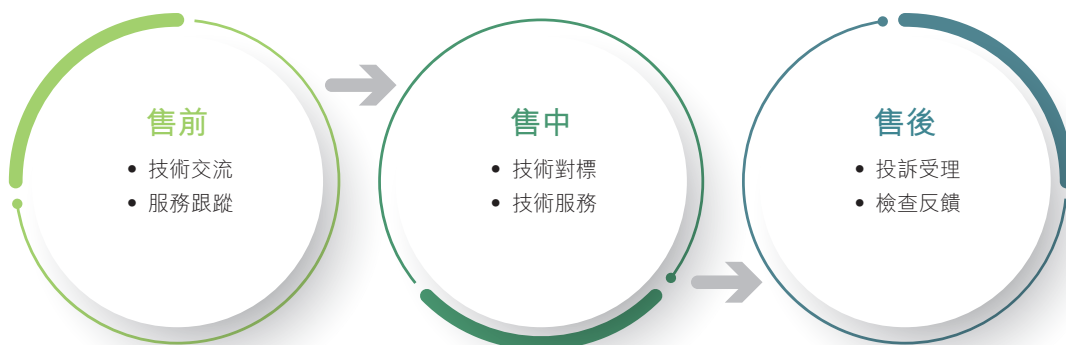 售前
• 技術交流
• 服務跟蹤
售中
• 技術對標
• 技術服務
售後
• 投訴受理
• 檢查反饋